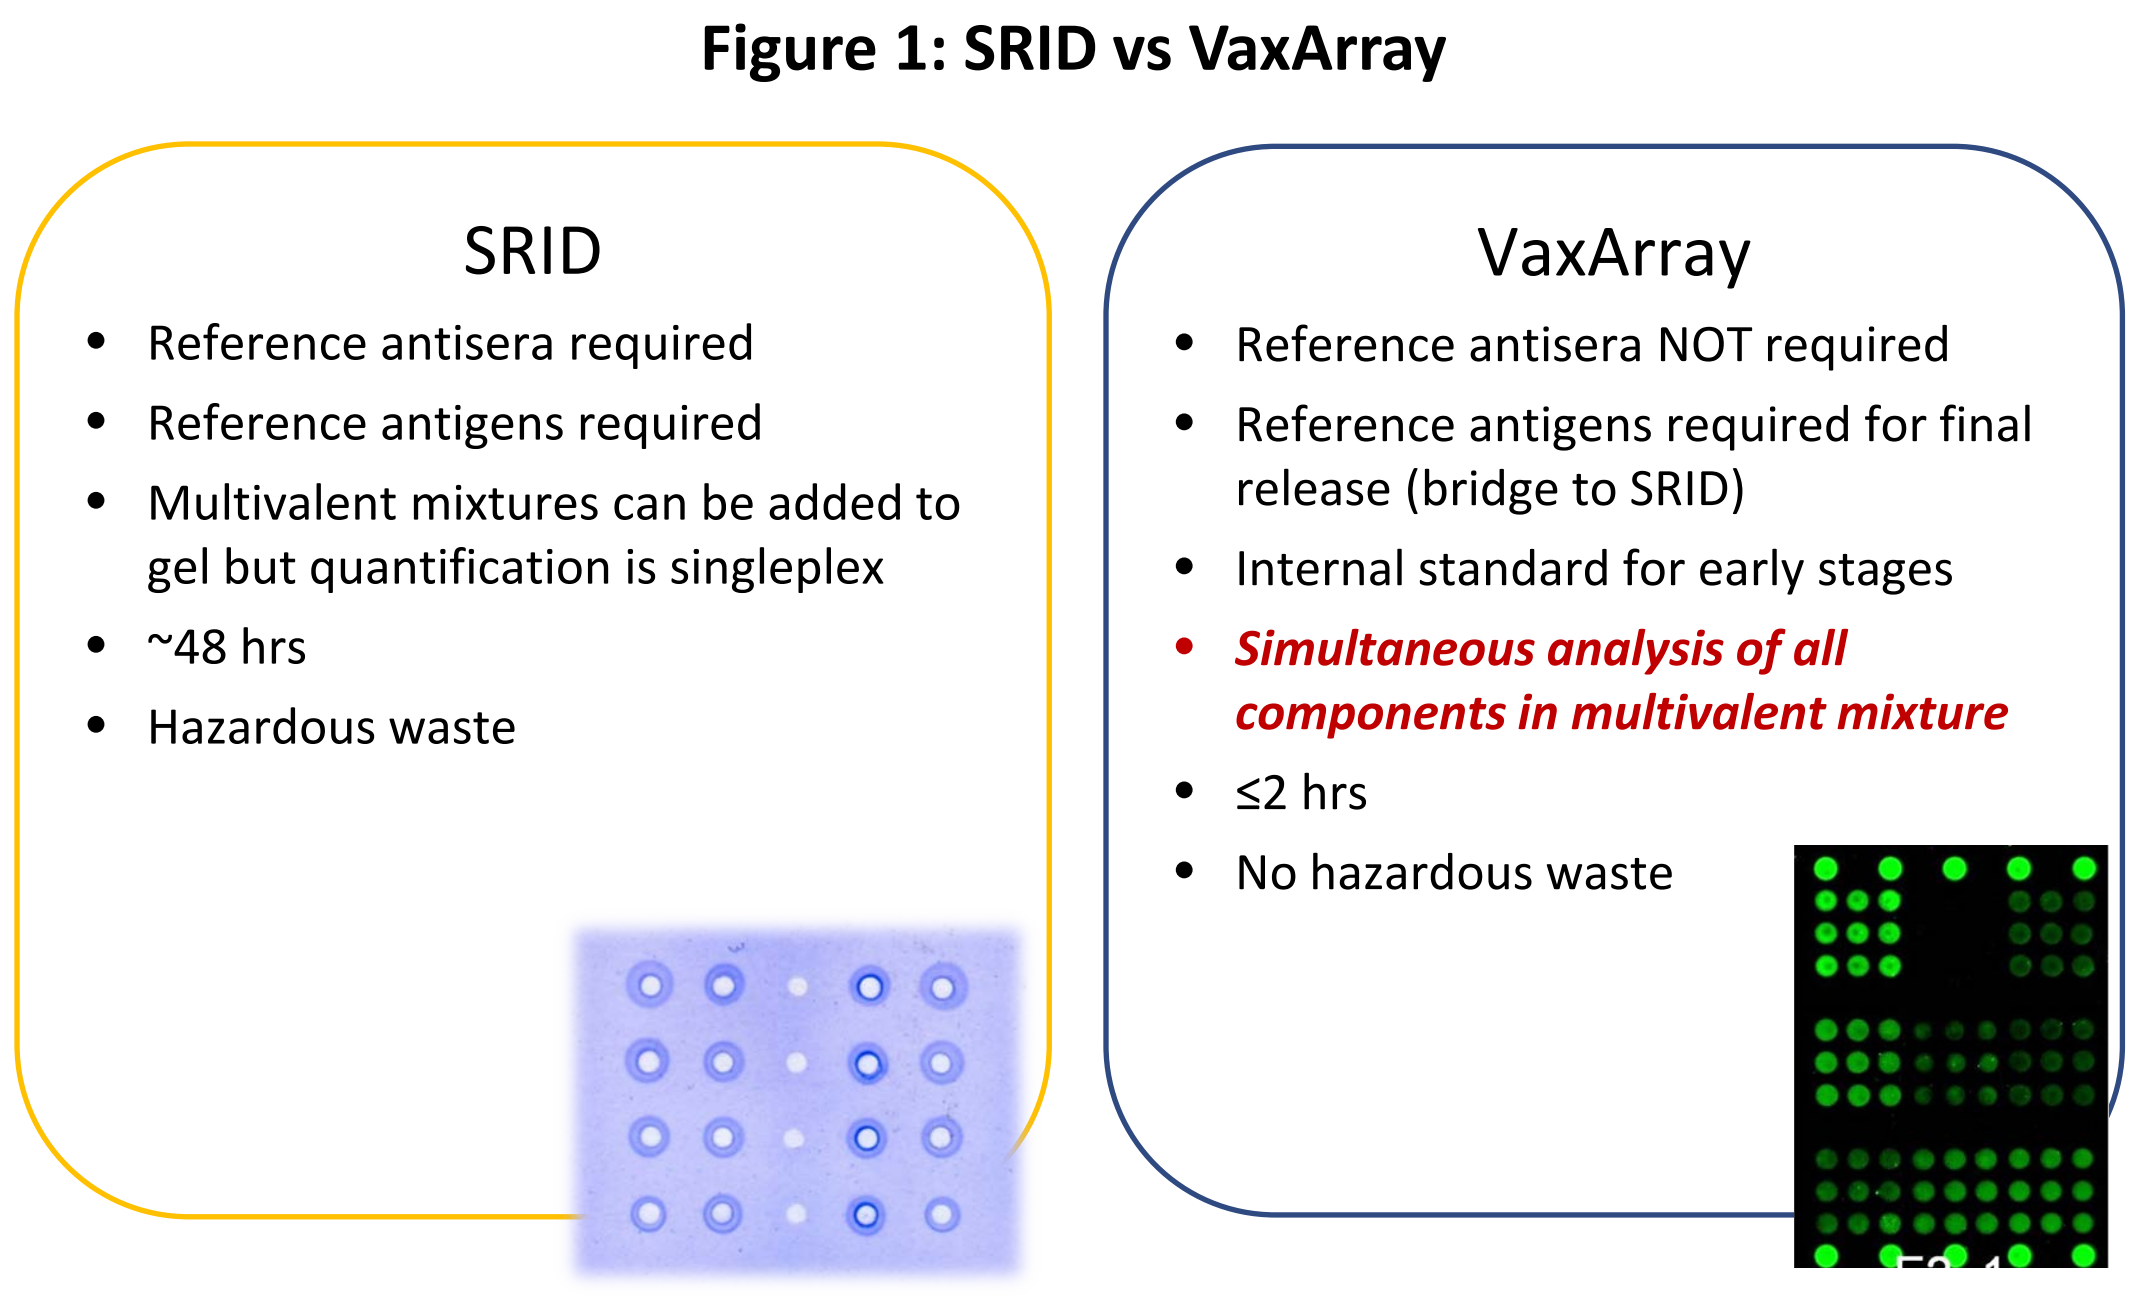 Figure 1: SRID vs VaxArray
SRID
• Reference antisera required
• Reference antigens required
• Multivalent mixtures can be added to
gel but quantification is singleplex
• ~48 hrs
• Hazardous waste
VaxArray
• Reference antisera NOT required
• Reference antigens required for final
release (bridge to SRID)
• Internal standard for early stages
• Simultaneous analysis of all
components in multivalent mixture
• ≤2 hrs
• No hazardous waste